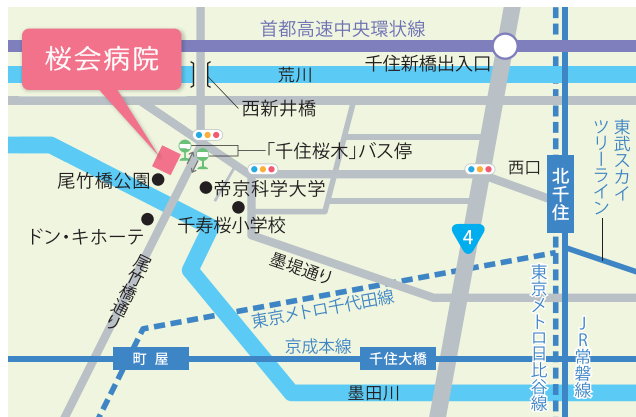 首都高速中央環状線
桜会病院
千住新橋出入口
荒川
西新井橋
「千住桜木」バス停
西口
北千住
東武スカイ
ツリーライン
尾竹橋公園
帝京科学大学
千寿桜小学校
ドン・キホーテ
4
尾竹橋通り
墨堤通り
東京メトロ千代田線
東京メトロ日比谷線
JR常磐線
京成本線
町屋
千住大橋
墨田川